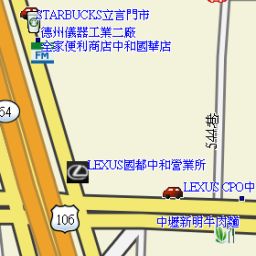 STARBUCKS立言門市
德州儀器工業二廠
全家便利商店中和國華店
FM
64
544巷
LEXUS國都中和營業所
LEXUS CPO中
106
中壢新明牛肉麵